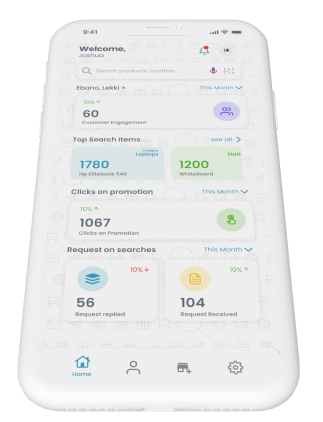 9:41
Welcome,
Joshua
Search products, location..
Ebano, Lekki
This Month
10%
60
Customer Engagement
Top Search Items
see all
Category
Laptops
1780
Hp Elitebook 540
Stati
1200
WhiteBoard
Clicks on promotion
This Month
10%
1067
Clicks on Promotion
Request on searches
This Month
10%
56
Request replied
10%
104
Request Received
Home